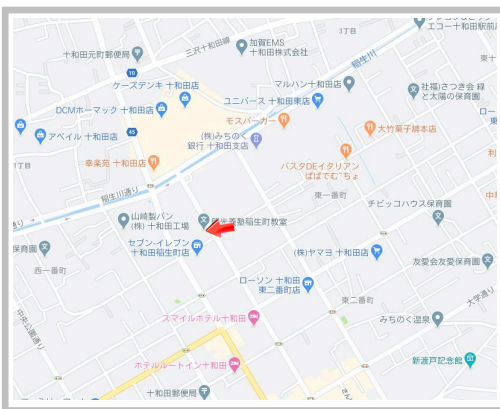 エコー十和田駅前
3丁目
加賀EMS
十和田株式会社
三沢十和田線
十和田元町郵便局
稲生川
10
ケーズデンキ 十和田店
マルハン十和田店
社福)さつき会 緑
と太陽の保育園
ユニバース 十和田東店
DCMホーマック 十和田店
モスバーガー
45
(株)みちのく
銀行 十和田支店
大竹菓子舗本店
アベイル 十和田店
幸楽苑 十和田店
1丁目
パスタDEイタリアン
ぱぱでむ~ちょ
稲生川通り
東一番町
チビッコハウス保育園
山崎製パン
(株) 十和田工場
塾稲生町教室
セブン-イレブン
十和田稲生町店
(株)ヤマヨ 十和田店
保育園
友愛会友愛保育園
西一番町
ローソン 十和田
東二番町店
大学通り
東二番町
スマイルホテル十和田
みちのく温泉
中央公園通り
ホテルルートイン十和田
新渡戸記念館
十和田郵便局